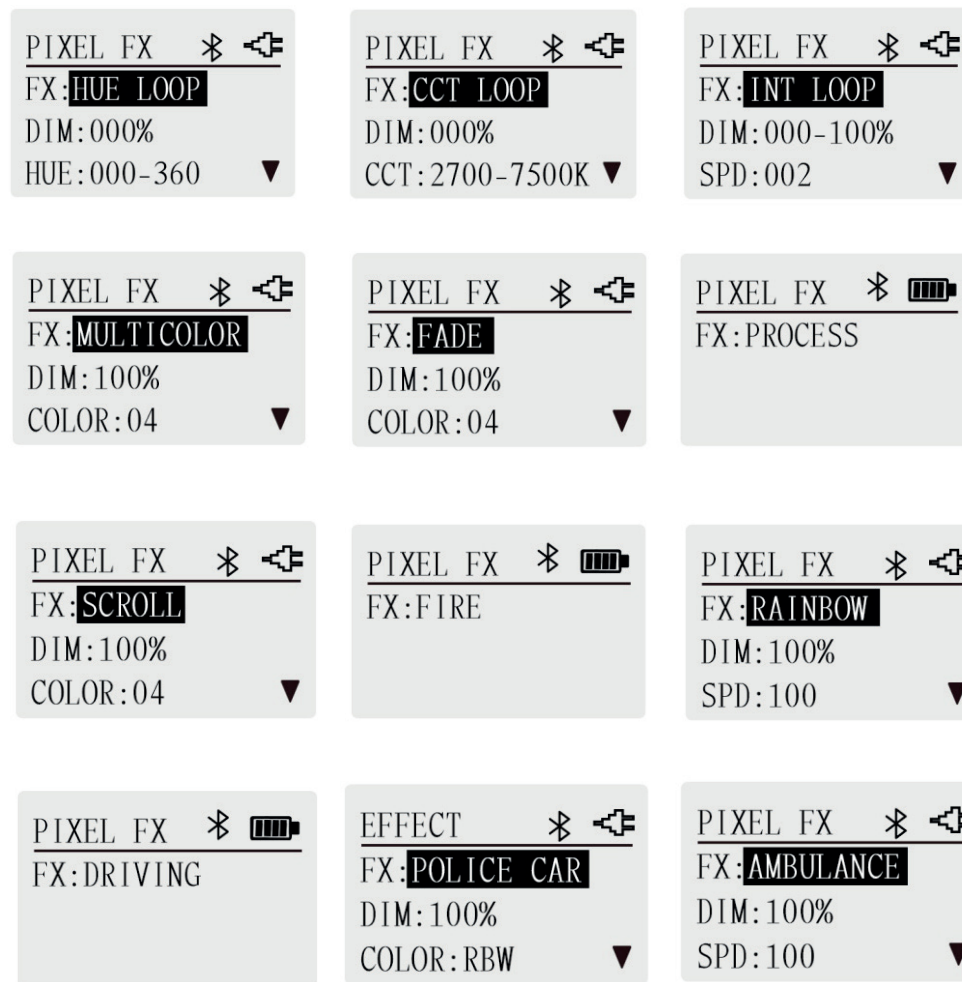 PIXEL FX
FX:HUE LOOP
DIM:000%
HUE:000-360
PIXEL FX
FX:CCT LOOP
DIM:000%
CCT:2700-7500K
PIXEL FX
FX:INT LOOP
DIM:000-100%
SPD:002
PIXEL FX
FX:MULTICOLOR
DIM:100%
COLOR:04
PIXEL FX
FX:FADE
DIM:100%
COLOR:04
PIXEL FX
FX:PROCESS
PIXEL FX
FX:SCROLL
DIM:100%
COLOR:04
PIXEL FX
FX:FIRE
PIXEL FX
FX:RAINBOW
DIM:100%
SPD:100
PIXEL FX
FX:DRIVING
EFFECT
FX:POLICE CAR
DIM:100%
COLOR:RBW
PIXEL FX
FX:AMBULANCE
DIM:100%
SPD:100